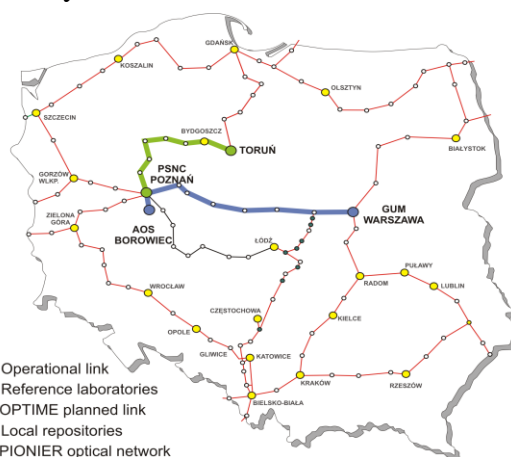 GDAŃSK
KOSZALIN
OLSZTYN
SZCZECIN
BYDGOSZCZ
TORUŃ
BIAŁYSTOK
PSNC
POZNAŃ
GORZÓW
WLKP.
GUM
WARSZAWA
ZIELONA
GÓRA
AOS
BOROWIEC
ŁÓDŹ
PUŁAWY
RADOM
LUBLIN
WROCŁAW
CZĘSTOCHOWA
KIELCE
OPOLE
GLIWICE
KATOWICE
KRAKÓW
RZESZÓW
BIELSKO-BIAŁA
Operational link
Reference laboratories
OPTIME planned link
Local repositories
PIONIER optical network